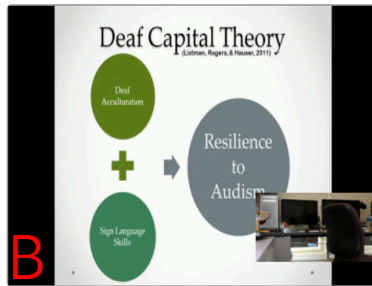 Deaf Capital Theory
(Listman, Rogers, & Hauser, 2011)
Deaf
Acculturation
Resilience
to
Audism
Sign Language
Skills
B